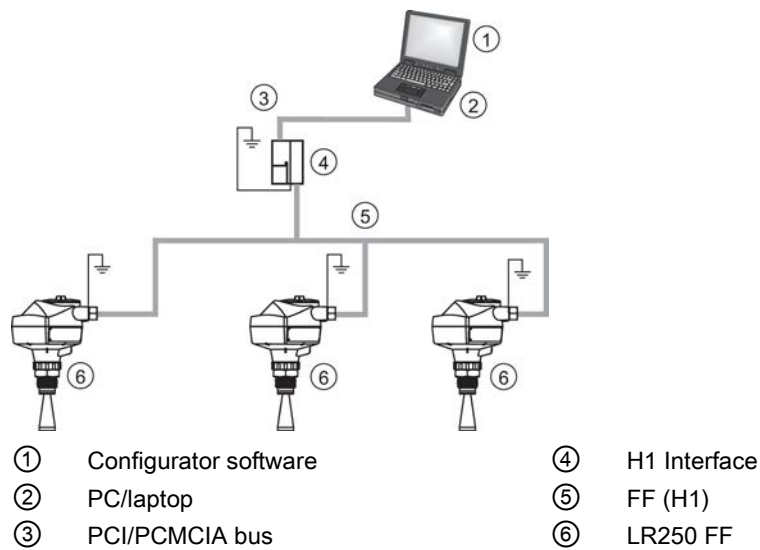 ①
②
③
④
⑤
⑥ ⑥ ⑥
① Configurator software ④ H1 Interface
② PC/laptop ⑤ FF (H1)
③ PCI/PCMCIA bus ⑥ LR250 FF